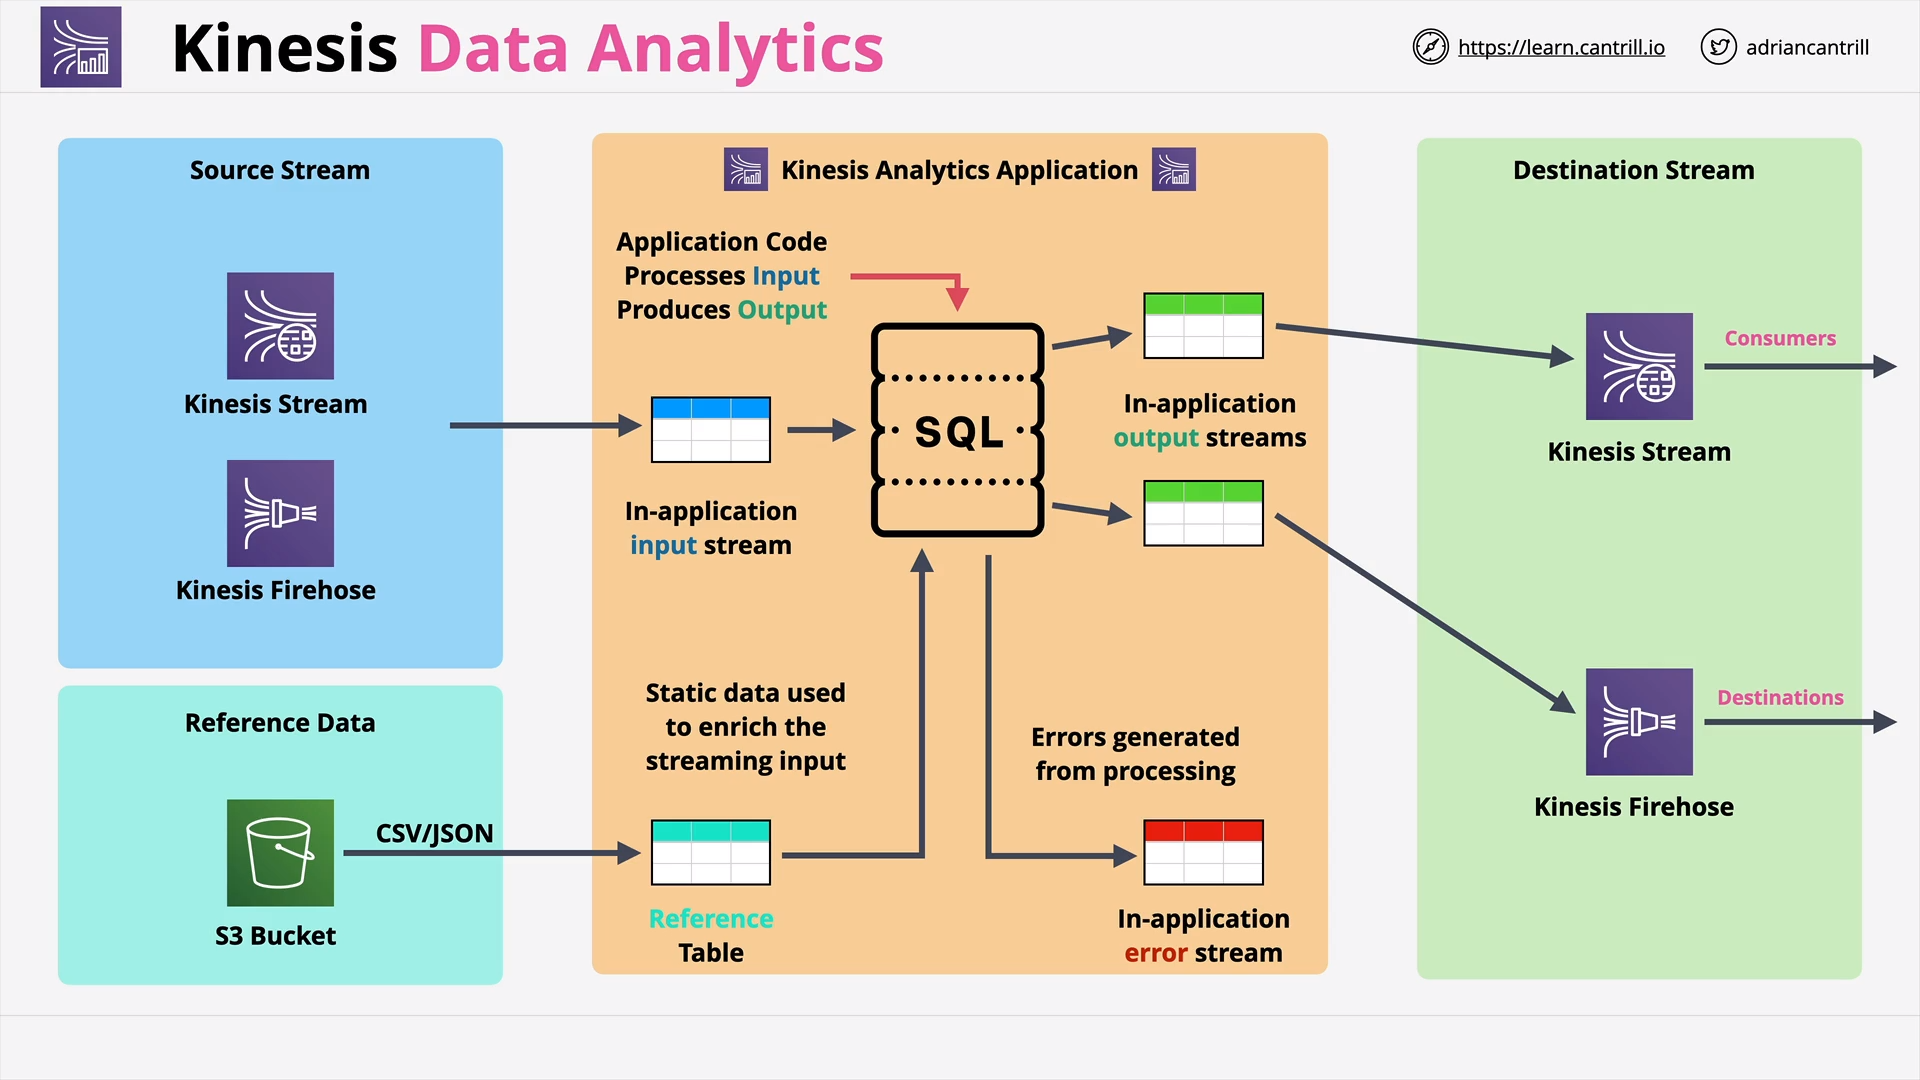 Kinesis Data Analytics
https://learn.cantrill.io
adriancantrill
Source Stream
Kinesis Stream
Kinesis Firehose
Reference Data
CSV/JSON
S3 Bucket
Kinesis Analytics Application
Application Code
Processes Input
Produces Output
SQL
In-application
input stream
In-application
output streams
Static data used
to enrich the
streaming input
Errors generated
from processing
Reference
Table
In-application
error stream
Destination Stream
Consumers
Kinesis Stream
Destinations
Kinesis Firehose